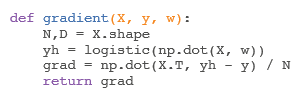 def gradient(X, y, w):
    N,D = X.shape
    yh = logistic(np.dot(X, w))
    grad = np.dot(X.T, yh - y) / N
    return grad